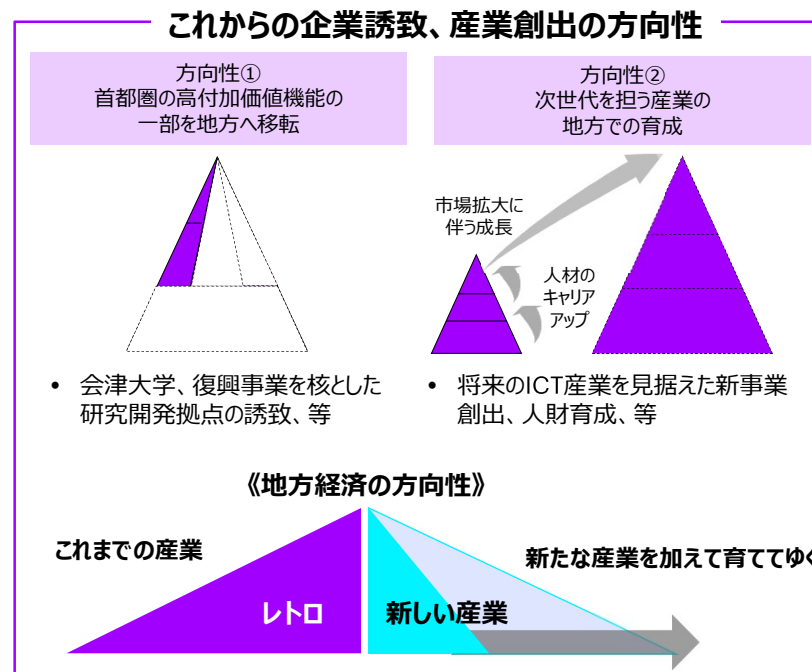 これからの企業誘致、産業創出の方向性
方向性①
首都圏の高付加価値機能の
一部を地方へ移転
方向性②
次世代を担う産業の
地方での育成
市場拡大に
伴う成長
人材の
キャリア
アップ
• 会津大学、復興事業を核とした
研究開発拠点の誘致、等
• 将来のICT産業を見据えた新事業
創出、人財育成、等
《地方経済の方向性》
これまでの産業
新たな産業を加えて育ててゆく
レトロ
新しい産業